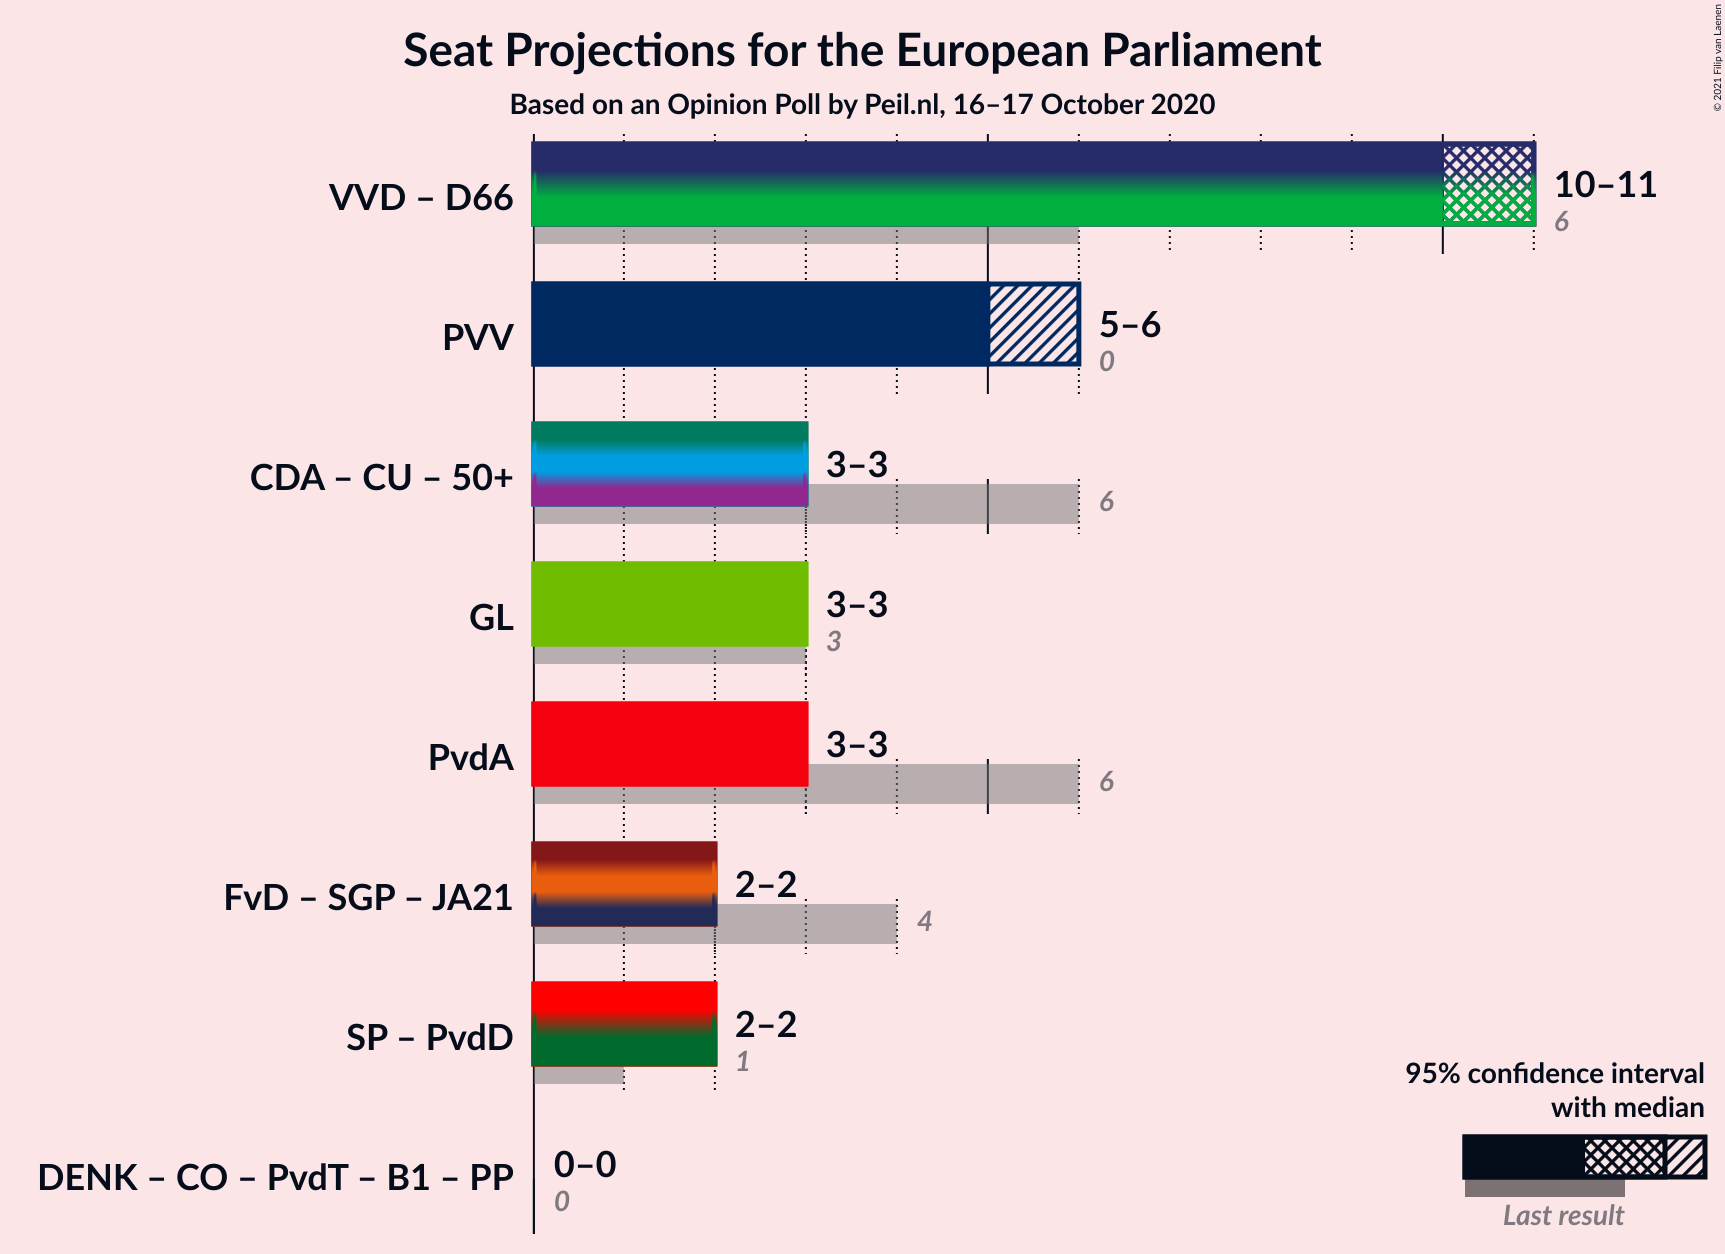 Seat Projections for the European Parliament
Based on an Opinion Poll by Peil.nl, 16–17 October 2020
© 2021 Filip van Laenen
VVD – D66
10–11
6
PVV
5–6
0
CDA – CU – 50+
3–3
6
GL
3–3
3
PvdA
3–3
6
FvD – SGP – JA21
2–2
4
SP – PvdD
2–2
1
DENK – CO – PvdT – B1 – PP
0–0
0
95% confidence interval
with median
Last result